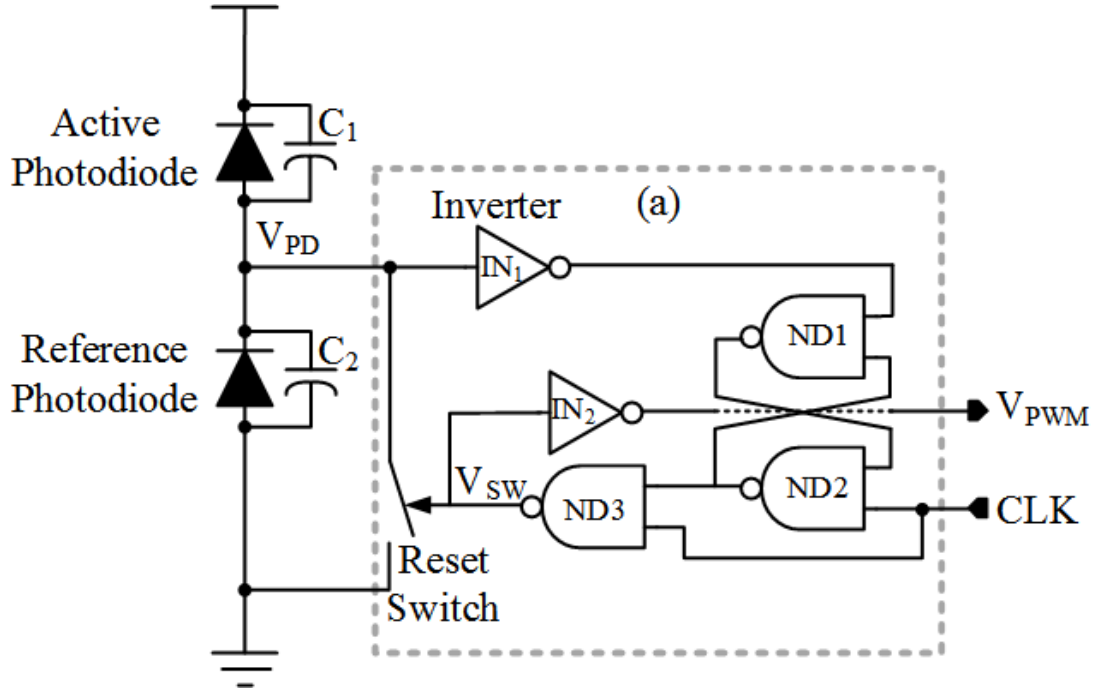 Active
Photodiode
C1
(a)
Inverter
VPD
IN1
ND1
Reference
Photodiode
C2
IN2
VPWM
VSW
ND3
ND2
CLK
Reset
Switch